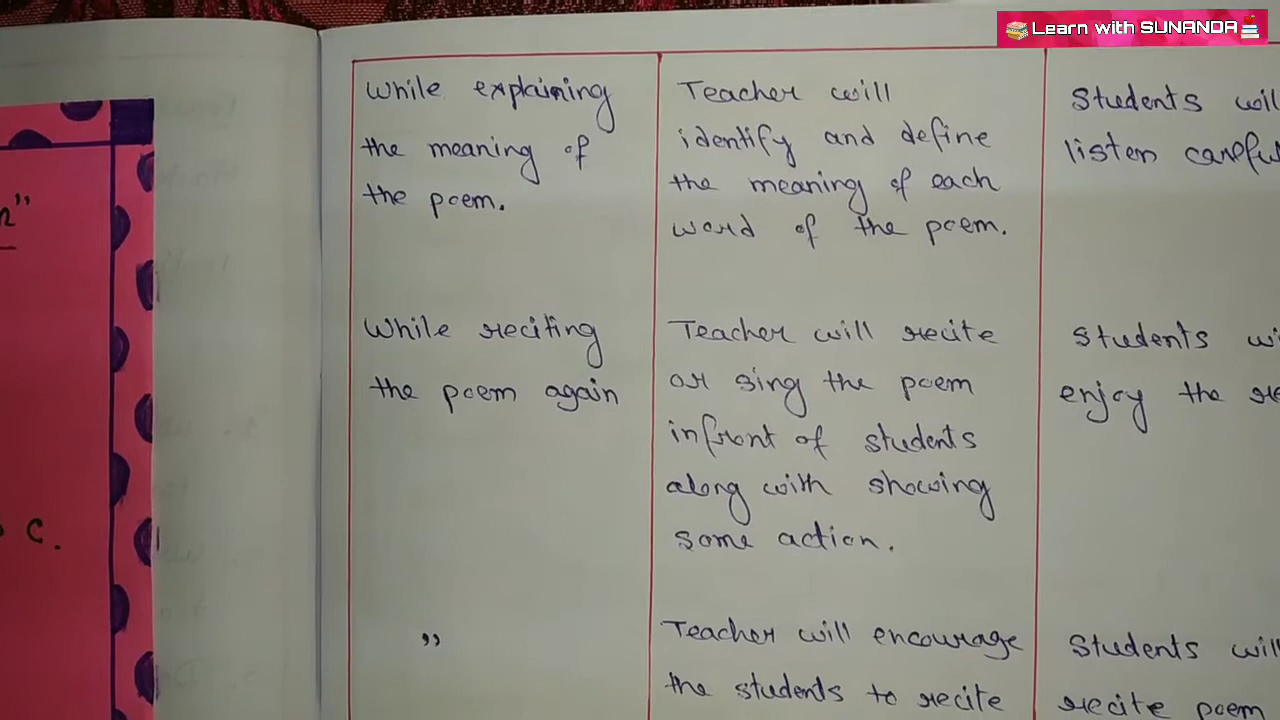 Learn with SUNANDA
n"
C.
While explaining
the meaning of
the poem.
Teacher will
identify and define
the meaning of each
word of the poem.
Students will
listen careful
While reciting
the poem again
Teacher will recite
or sing the poem
infront of students
along with showing
some action.
Students wi
enjoy the re
"
Teacher will encourage
the students to recite
Students will
recite poem